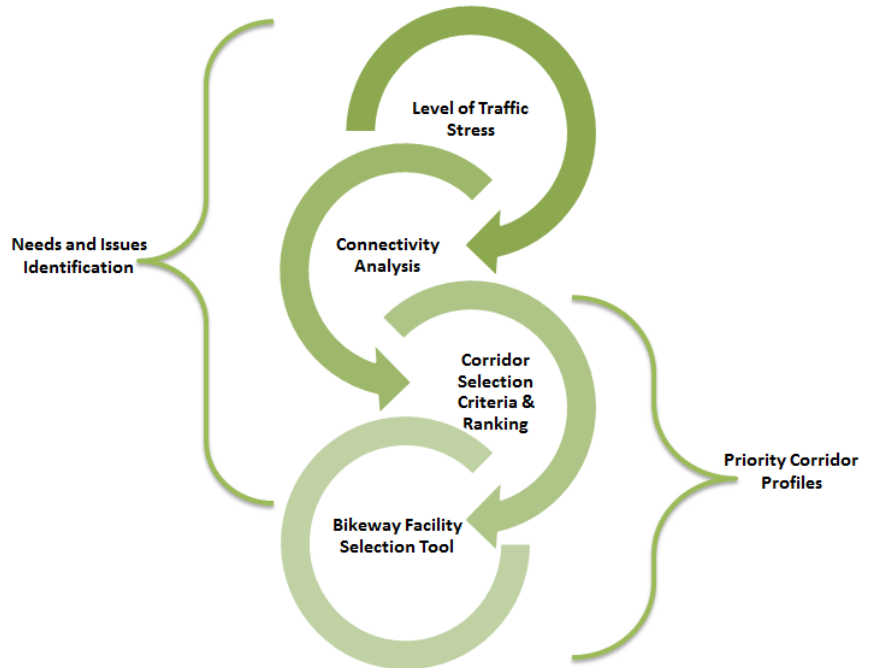 Level of Traffic
Stress
Needs and Issues
Identification
Connectivity
Analysis
Corridor
Selection
Criteria &
Ranking
Priority Corridor
Profiles
Bikeway Facility
Selection Tool